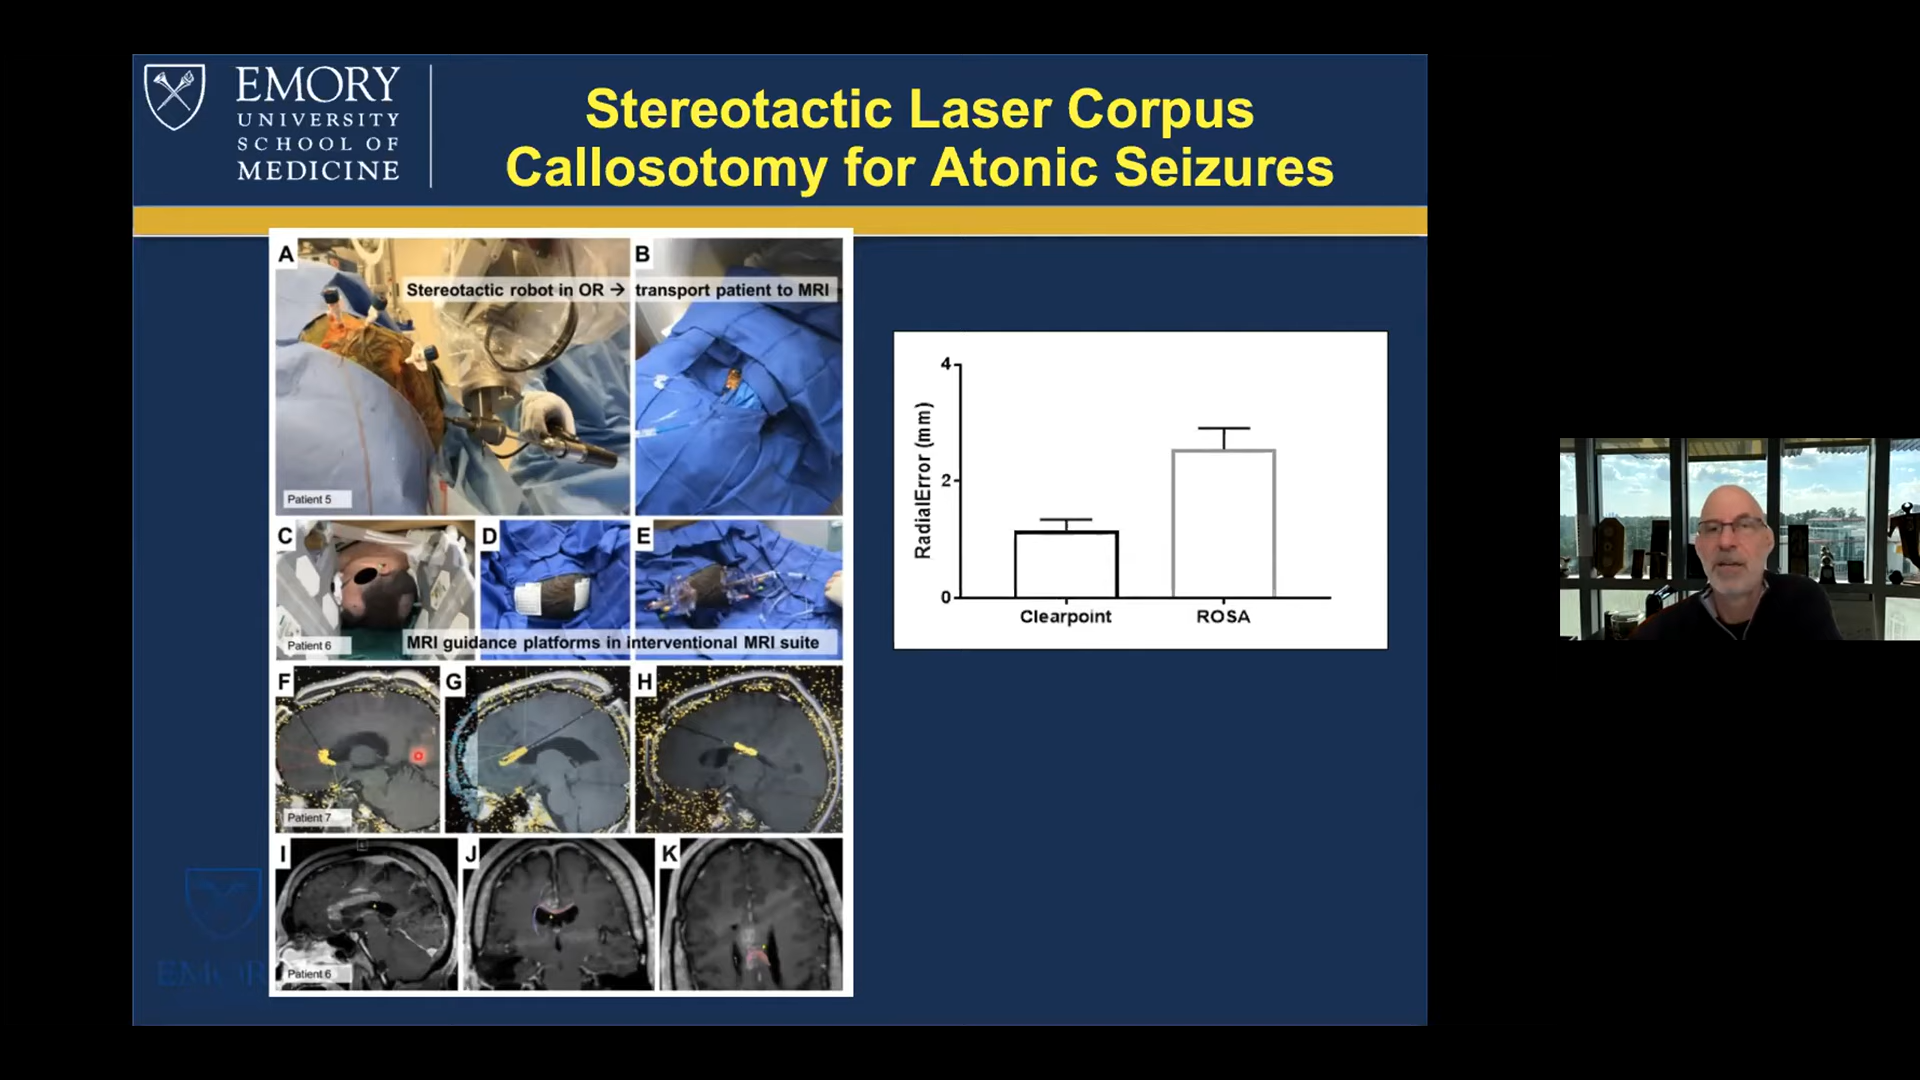 EMORY
UNIVERSITY
SCHOOL OF
MEDICINE
Stereotactic Laser Corpus
Callosotomy for Atonic Seizures
A
B
Stereotactic robot in OR → transport patient to MRI
Patient 5
C
D
E
Patient 6
MRI guidance platforms in interventional MRI suite
F
G
H
Patient 7
I
J
K
Patient 6
EMOR
RadialError (mm)
4
2
0
Clearpoint
ROSA